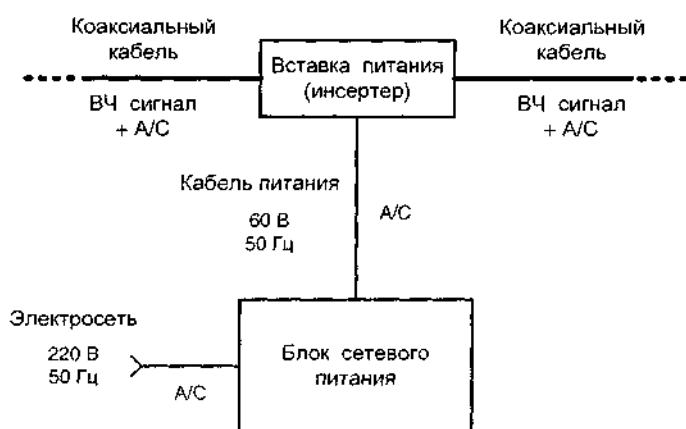 Коаксиальный
кабель
Вставка питания
(инсертер)
Коаксиальный
кабель
ВЧ сигнал
+ А/С
ВЧ сигнал
+ А/С
Кабель питания
60 В
50 Гц
А/С
Электросеть
220 В
50 Гц
А/С
Блок сетевого
питания